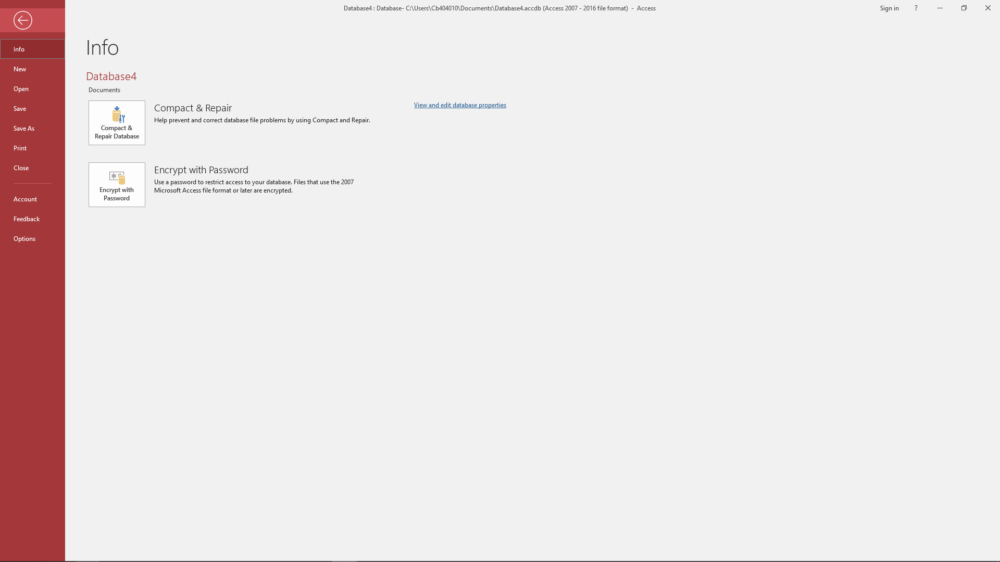 Database4 : Database- C:\Users\Cb404010\Documents\Database4.accdb (Access 2007 - 2016 file format)  -  Access
Sign in
?
Info
New
Open
Save
Save As
Print
Close
Account
Feedback
Options
Info
Database4
Documents
Compact &
Repair Database
Compact & Repair
Help prevent and correct database file problems by using Compact and Repair.
View and edit database properties
Encrypt with
Password
Encrypt with Password
Use a password to restrict access to your database. Files that use the 2007
Microsoft Access file format or later are encrypted.